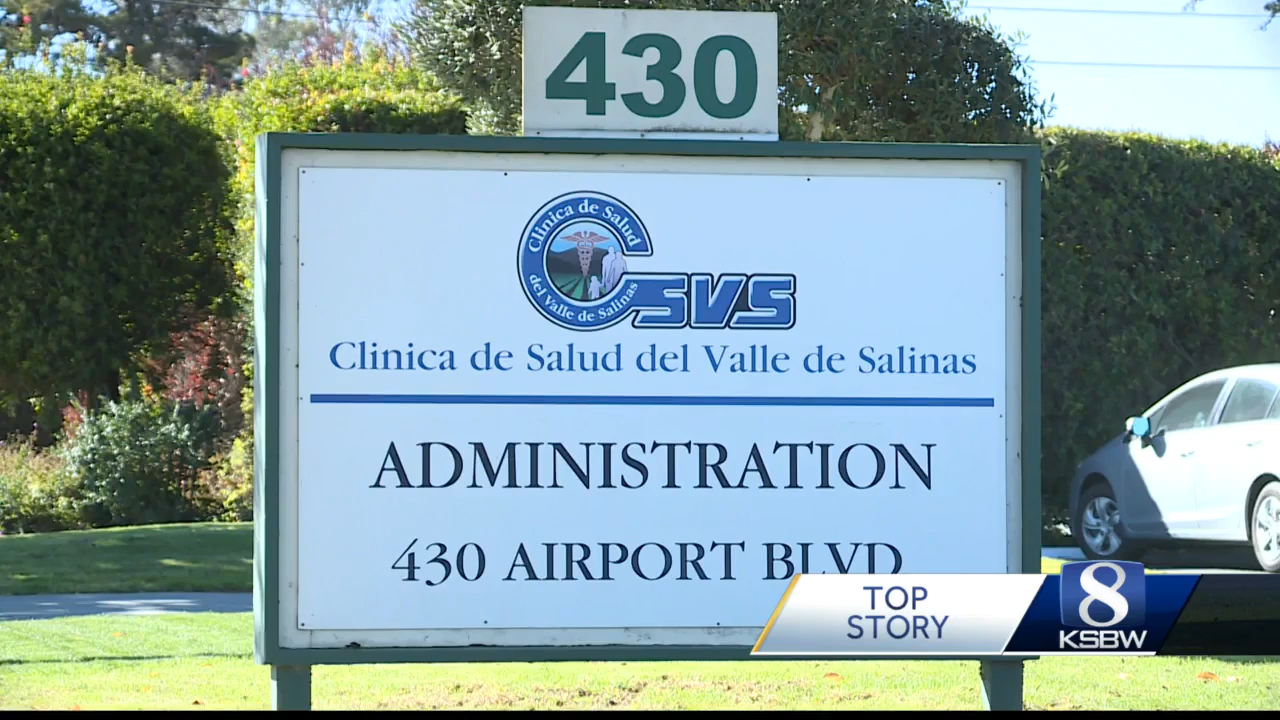 430
Clinica de Salud
del Valle de Salinas
CSVS
Clinica de Salud del Valle de Salinas
ADMINISTRATION
430 AIRPORT BLVD
TOP
STORY
8
KSBW